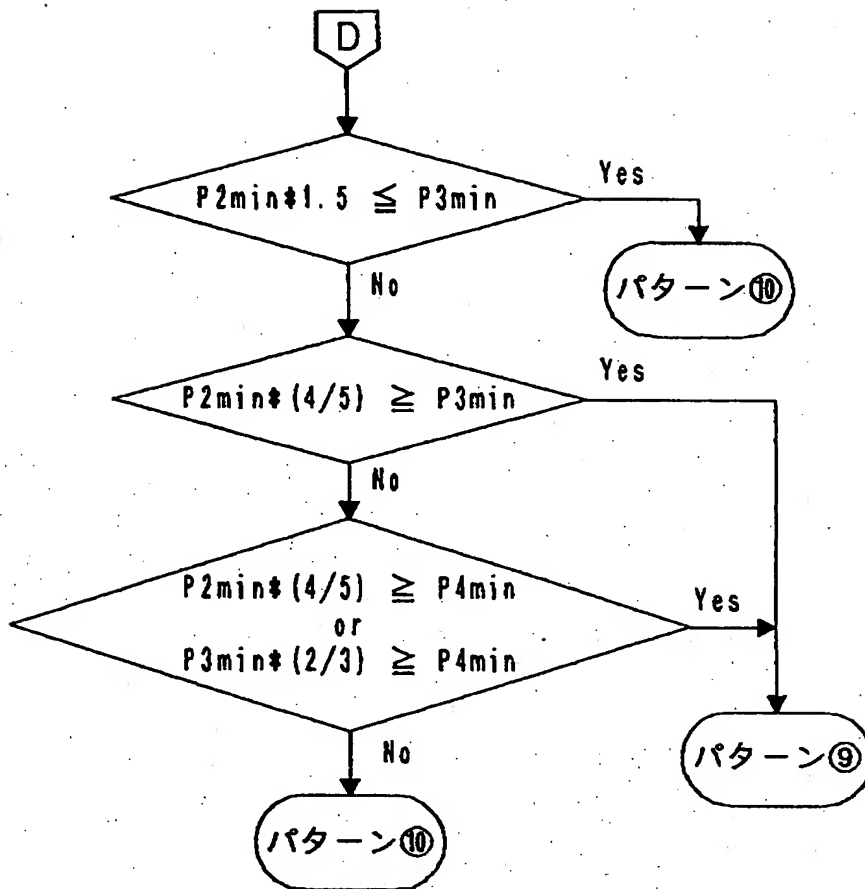 D
P2min*1.5 ≦ P3min
Yes
パターン⑩
No
P2min*(4/5) ≧ P3min
Yes
No
P2min*(4/5) ≧ P4min
or
P3min*(2/3) ≧ P4min
Yes
パターン⑨
No
パターン⑩